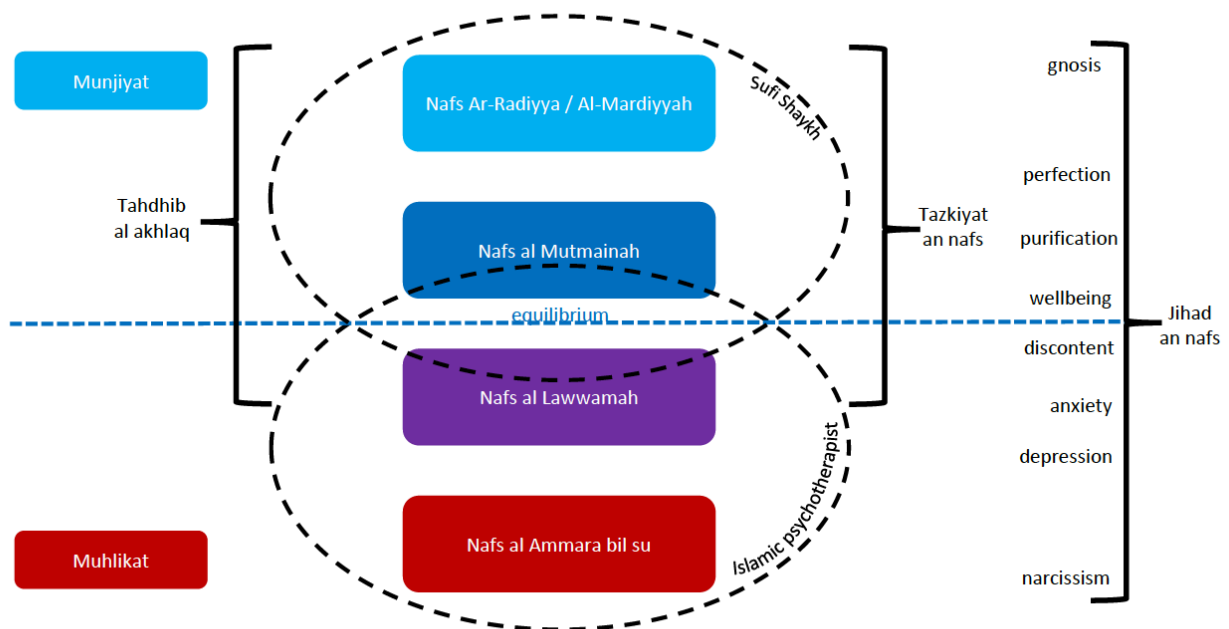 Munjiyat
Nafs Ar-Radiyya / Al-Mardiyyah
Sufi Shaykh
gnosis
perfection
Tahdhib
al akhlaq
Nafs al Mutmainah
Tazkiyat
an nafs
purification
wellbeing
equilibrium
Jihad
an nafs
discontent
Nafs al Lawwamah
anxiety
depression
Islamic psychotherapist
Muhlikat
Nafs al Ammara bil su
narcissism